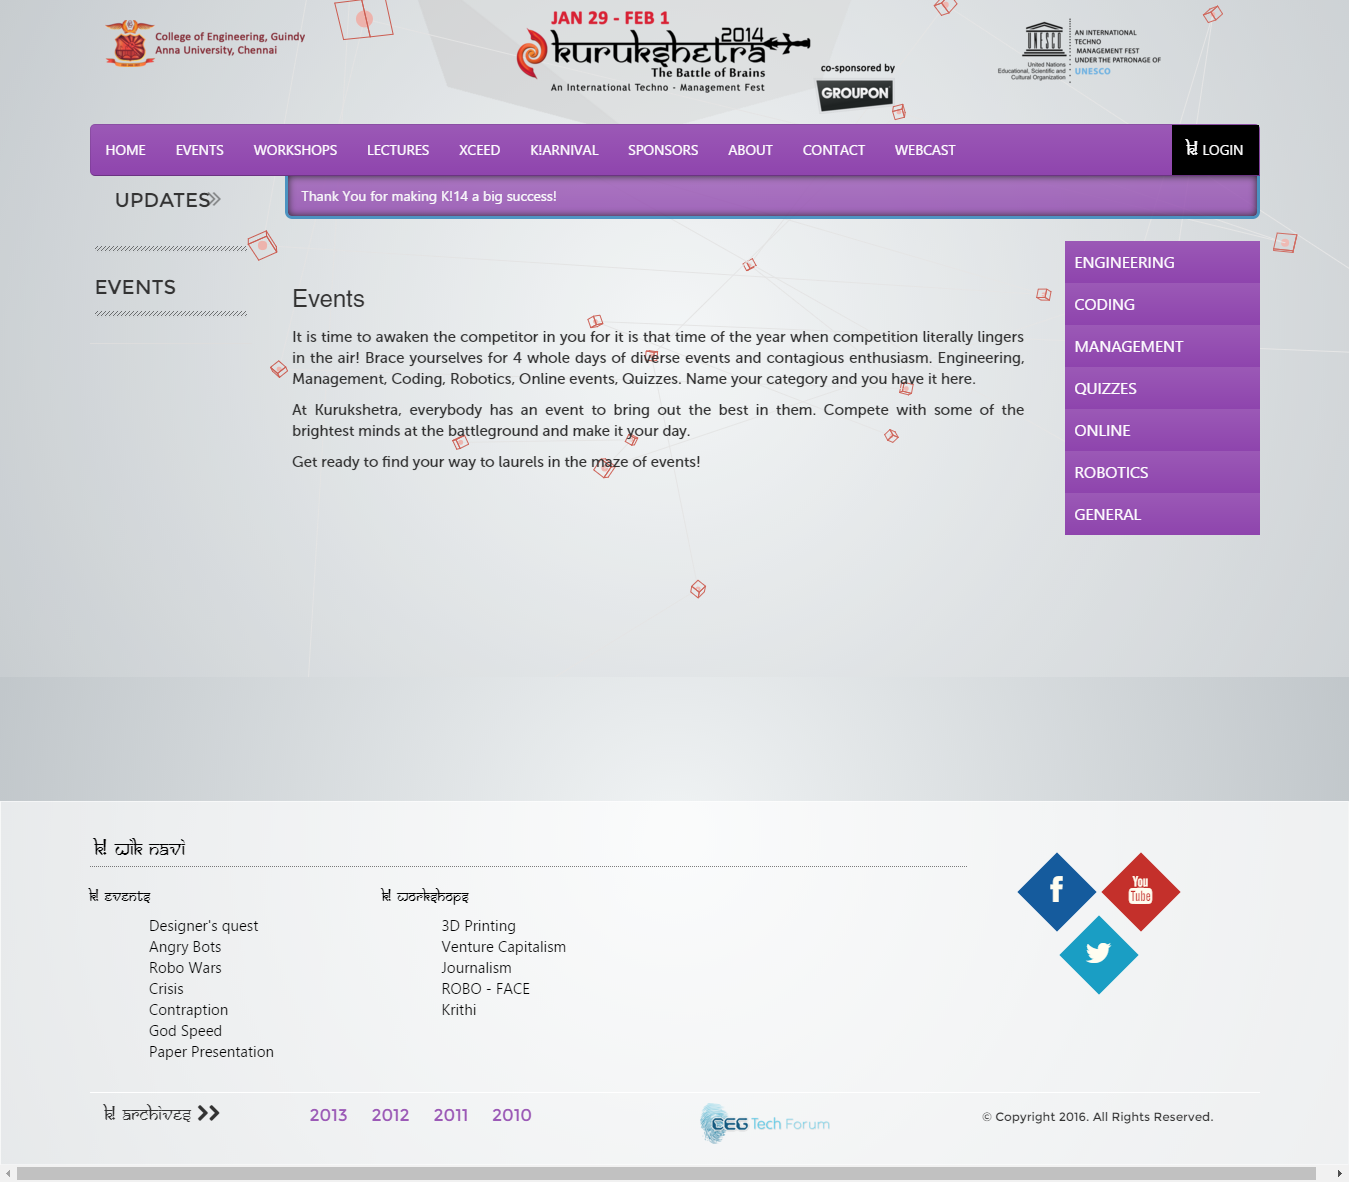 College of Engineering, Guindy
Anna University, Chennai
JAN 29 - FEB 1
2014
kurukshetra
The Battle of Brains
An International Techno - Management Fest
co-sponsored by
GROUPON
UNESCO
United Nations
Educational, Scientific and
Cultural Organization
AN INTERNATIONAL
TECHNO
MANAGEMENT FEST
UNDER THE PATRONAGE OF
UNESCO
HOME EVENTS WORKSHOPS LECTURES XCEED K!ARNIVAL SPONSORS ABOUT CONTACT WEBCAST K! LOGIN
UPDATES
Thank You for making K!14 a big success!
EVENTS
Events
It is time to awaken the competitor in you for it is that time of the year when competition literally lingers
in the air! Brace yourselves for 4 whole days of diverse events and contagious enthusiasm. Engineering,
Management, Coding, Robotics, Online events, Quizzes. Name your category and you have it here.
At Kurukshetra, everybody has an event to bring out the best in them. Compete with some of the
brightest minds at the battleground and make it your day.
Get ready to find your way to laurels in the maze of events!
ENGINEERING
CODING
MANAGEMENT
QUIZZES
ONLINE
ROBOTICS
GENERAL
K! Wik Navi
K! Events
Designer's quest
Angry Bots
Robo Wars
Crisis
Contraption
God Speed
Paper Presentation
K! Workshops
3D Printing
Venture Capitalism
Journalism
ROBO - FACE
Krithi
f
You
Tube
K! Archives
2013 2012 2011 2010
CEG Tech Forum
© Copyright 2016. All Rights Reserved.